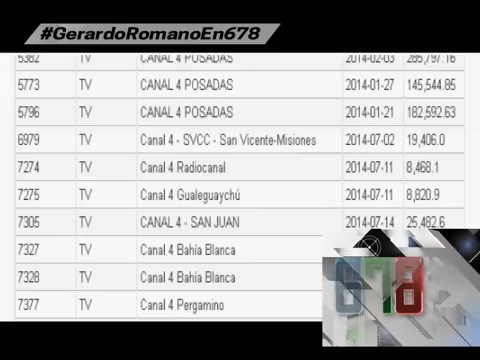 #GerardoRomanoEn678
5382 TV CANAL 4 POSADAS 2014-02-03 265,797.16
5773 TV CANAL 4 POSADAS 2014-01-27 145,544.85
5796 TV CANAL 4 POSADAS 2014-01-21 182,592.63
6979 TV Canal 4 - SVCC - San Vicente-Misiones 2014-07-02 19,406.0
7274 TV Canal 4 Radiocanal 2014-07-11 8,468.1
7275 TV Canal 4 Gualeguaychú 2014-07-11 8,820.9
7305 TV CANAL 4 - SAN JUAN 2014-07-14 25,482.6
7327 TV Canal 4 Bahía Blanca
7328 TV Canal 4 Bahía Blanca
7377 TV Canal 4 Pergamino
678